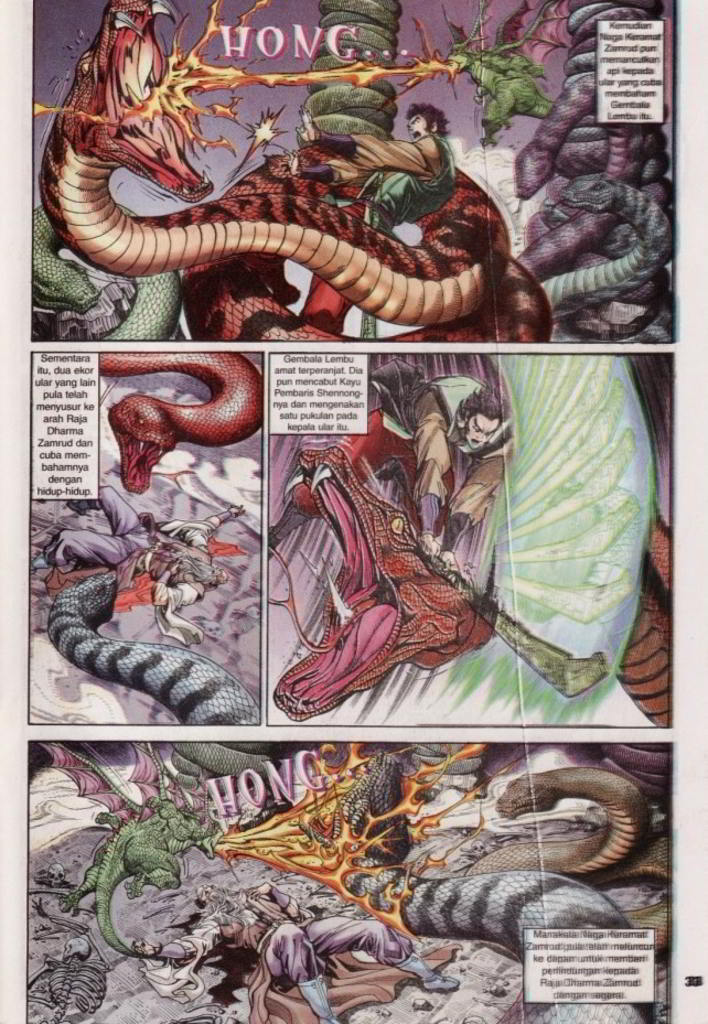 HONG...
Kemudian
Naga Keramat
Zamrud pun
memancutkan
api kepada
ular yang cuba
membaham
Gembala
Lembu itu.
Sementara
itu, dua ekor
ular yang lain
pula telah
menyusur ke
arah Raja
Dharma
Zamrud dan
cuba mem-
bahamnya
dengan
hidup-hidup.
Gembala Lembu
amat terperanjat. Dia
pun mencabut Kayu
Pembaris Shennong-
nya dan mengenakan
satu pukulan pada
kepala ular itu.
HONG...
Manakala Naga Keramat
Zamrud pula telah meluncur
ke depan untuk memberi
perlindungan kepada
Raja Dharma Zamrud
dengan segera.